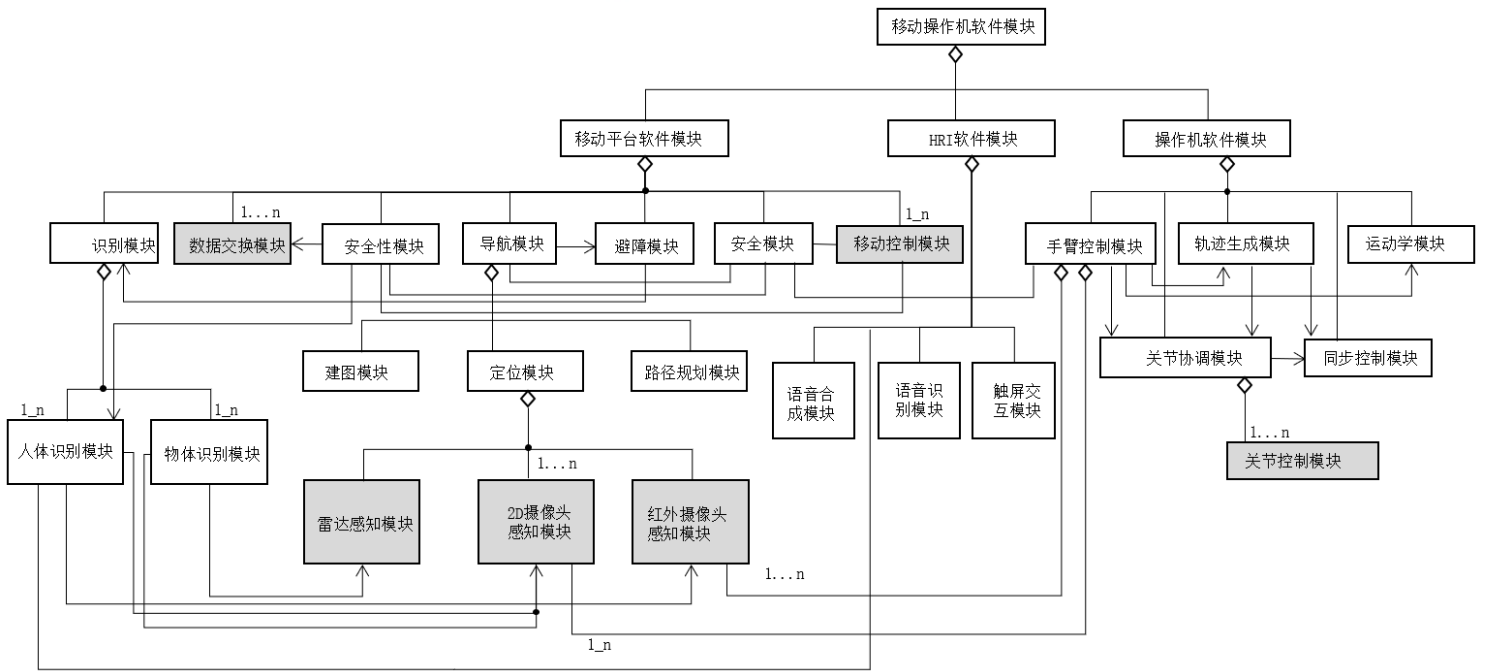 移动操作机软件模块
移动平台软件模块
HRI软件模块
操作机软件模块
1...n
1_n
识别模块
数据交换模块
安全性模块
导航模块
避障模块
安全模块
移动控制模块
手臂控制模块
轨迹生成模块
运动学模块
建图模块
定位模块
路径规划模块
语音合
成模块
语音识
别模块
触屏交
互模块
关节协调模块
同步控制模块
1_n
1_n
1...n
1...n
人体识别模块
物体识别模块
关节控制模块
雷达感知模块
2D摄像头
感知模块
红外摄像头
感知模块
1...n
1_n